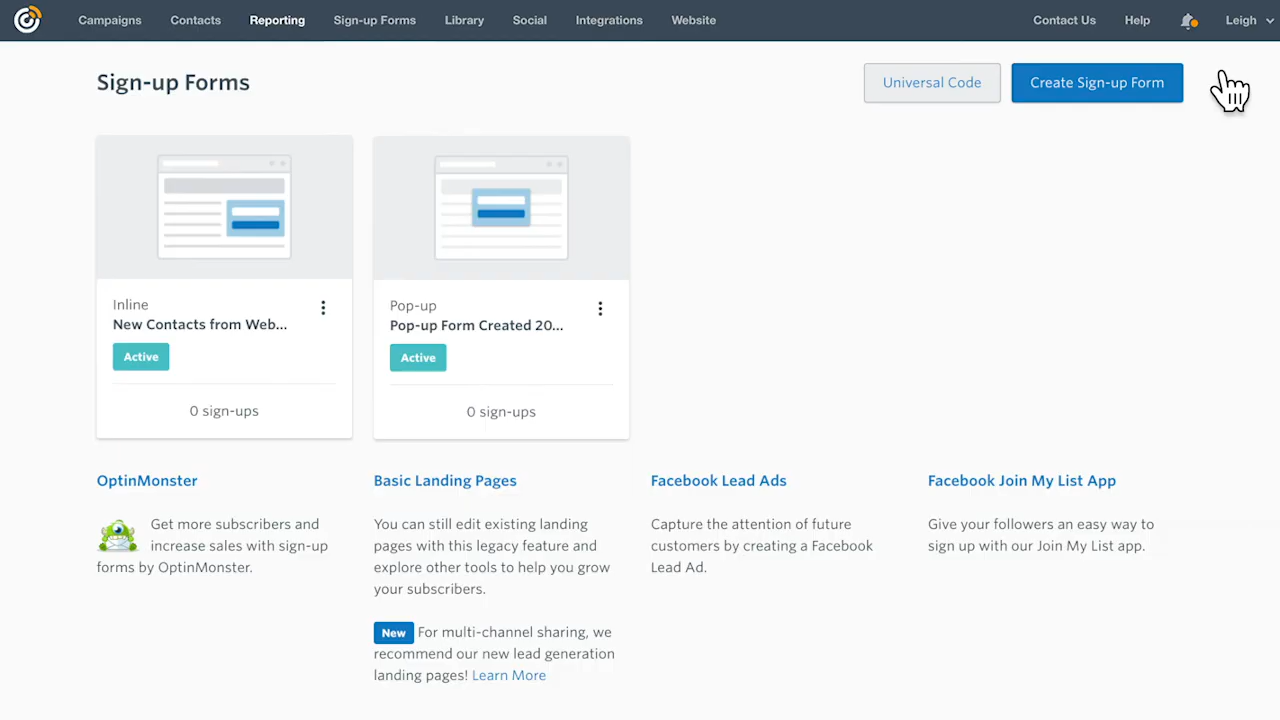 Campaigns Contacts Reporting Sign-up Forms Library Social Integrations Website Contact Us Help Leigh
Sign-up Forms
Universal Code
Create Sign-up Form
Inline
New Contacts from Web...
Active
0 sign-ups
Pop-up
Pop-up Form Created 20...
Active
0 sign-ups
OptinMonster
Get more subscribers and
increase sales with sign-up
forms by OptinMonster.
Basic Landing Pages
You can still edit existing landing
pages with this legacy feature and
explore other tools to help you grow
your subscribers.
New For multi-channel sharing, we
recommend our new lead generation
landing pages! Learn More
Facebook Lead Ads
Capture the attention of future
customers by creating a Facebook
Lead Ad.
Facebook Join My List App
Give your followers an easy way to
sign up with our Join My List app.